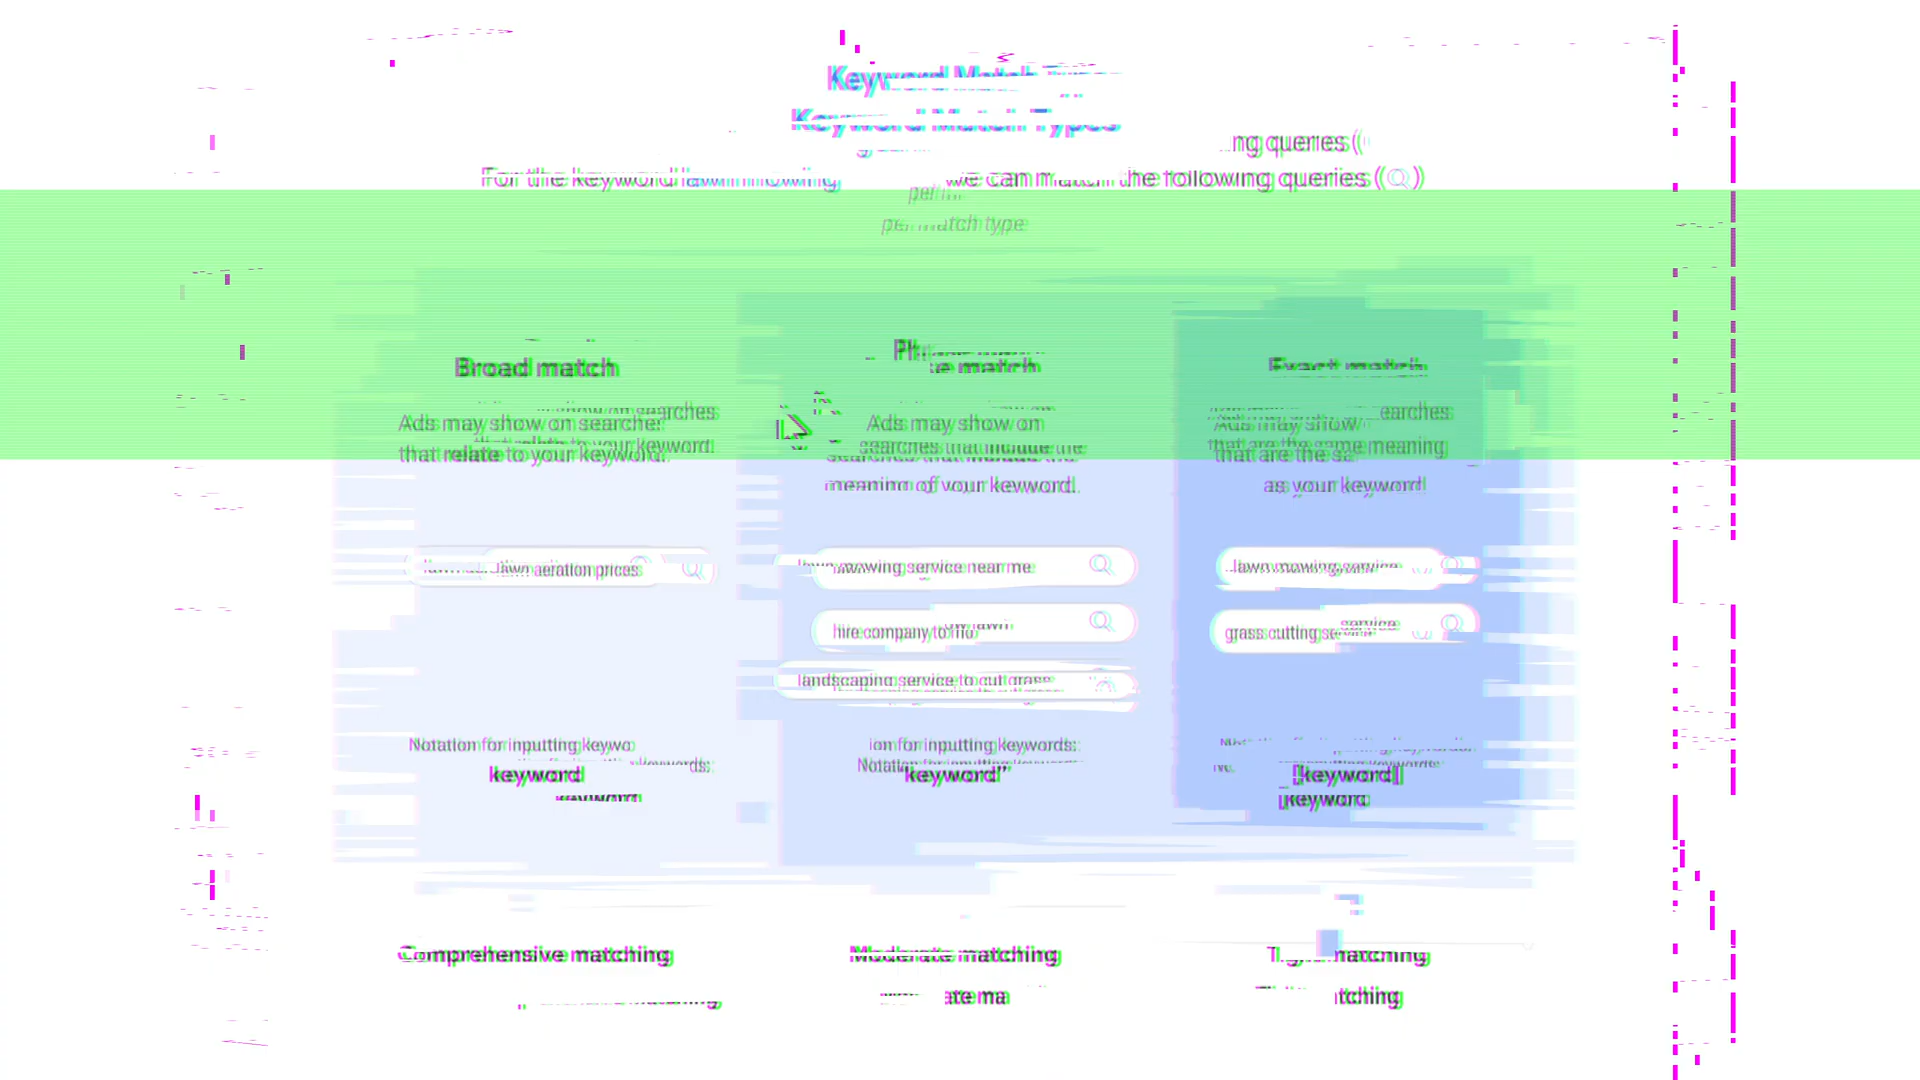 Keyword Match Types
For the keyword lawn mowing we can match the following queries
per match type
Broad match
Ads may show on searches
that relate to your keyword.
lawn aeration prices
Notation for inputting
keyword
Comprehensive matching
Phrase match
Ads may show on
searches that include the
meaning of your keyword.
lawn mowing service near me
hire company to mow lawn
landscaping service to cut grass
Notation for inputting keywords:
keyword"
Moderate matching
Exact match
Ads may show
that are the same meaning
as your keyword
lawn mowing service
grass cutting service
[keyword]
matching